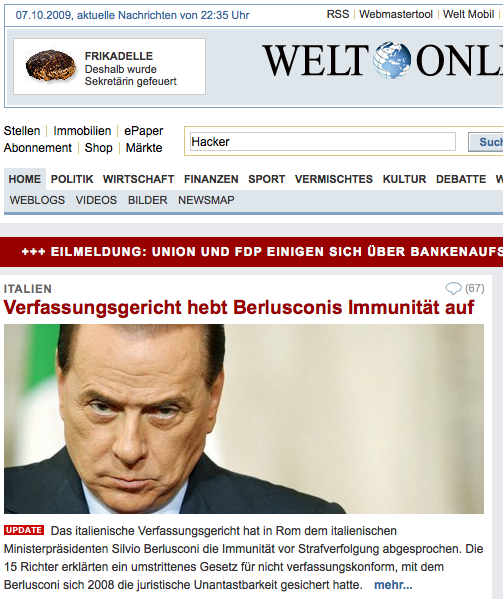 07.10.2009, aktuelle Nachrichten von 22:35 Uhr
RSS | Webmastertool | Welt Mobil |
FRIKADELLE
Deshalb wurde
Sekretärin gefeuert
WELT ONL
Stellen | Immobilien | ePaper
Abonnement | Shop | Märkte
Hacker
Such
HOME POLITIK WIRTSCHAFT FINANZEN SPORT VERMISCHTES KULTUR DEBATTE W
WEBLOGS VIDEOS BILDER NEWSMAP
+++ EILMELDUNG: UNION UND FDP EINIGEN SICH ÜBER BANKENAUFS
ITALIEN
(67)
Verfassungsgericht hebt Berlusconis Immunität auf
UPDATE Das italienische Verfassungsgericht hat in Rom dem italienischen
Ministerpräsidenten Silvio Berlusconi die Immunität vor Strafverfolgung abgesprochen. Die
15 Richter erklärten ein umstrittenes Gesetz für nicht verfassungskonform, mit dem
Berlusconi sich 2008 die juristische Unantastbarkeit gesichert hatte. mehr...